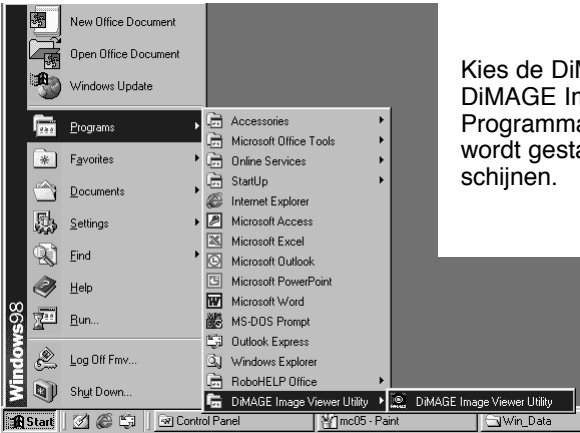 New Office Document
Open Office Document
Windows Update
Programs
Favorites
Documents
Settings
Find
Help
Run...
Log Off Fmv...
Shut Down...
Windows98
Accessories
Microsoft Office Tools
Online Services
StartUp
Internet Explorer
Microsoft Access
Microsoft Excel
Microsoft Outlook
Microsoft PowerPoint
Microsoft Word
MS-DOS Prompt
Outlook Express
Windows Explorer
RoboHELP Office
DiMAGE Image Viewer Utility
DiMAGE Image Viewer Utility
Kies de DiM
DiMAGE Im
Programma
wordt gesta
schijnen.
Start
Control Panel
mc05 - Paint
Win_Data